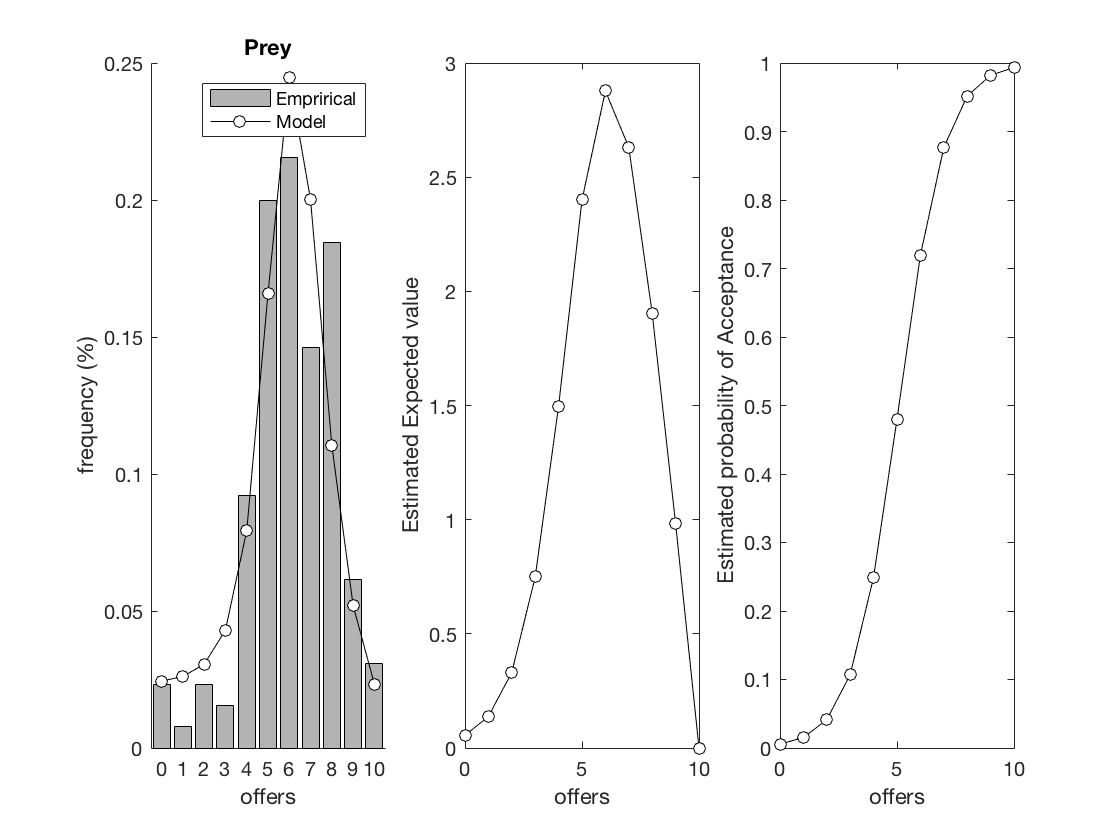 Prey
0.25
0.2
0.15
0.1
0.05
0
frequency (%)
Emprirical
Model
0 1 2 3 4 5 6 7 8 9 10
offers
3
2.5
2
1.5
1
0.5
0
Estimated Expected value
0 5 10
offers
1
0.9
0.8
0.7
0.6
0.5
0.4
0.3
0.2
0.1
0
Estimated probability of Acceptance
0 5 10
offers